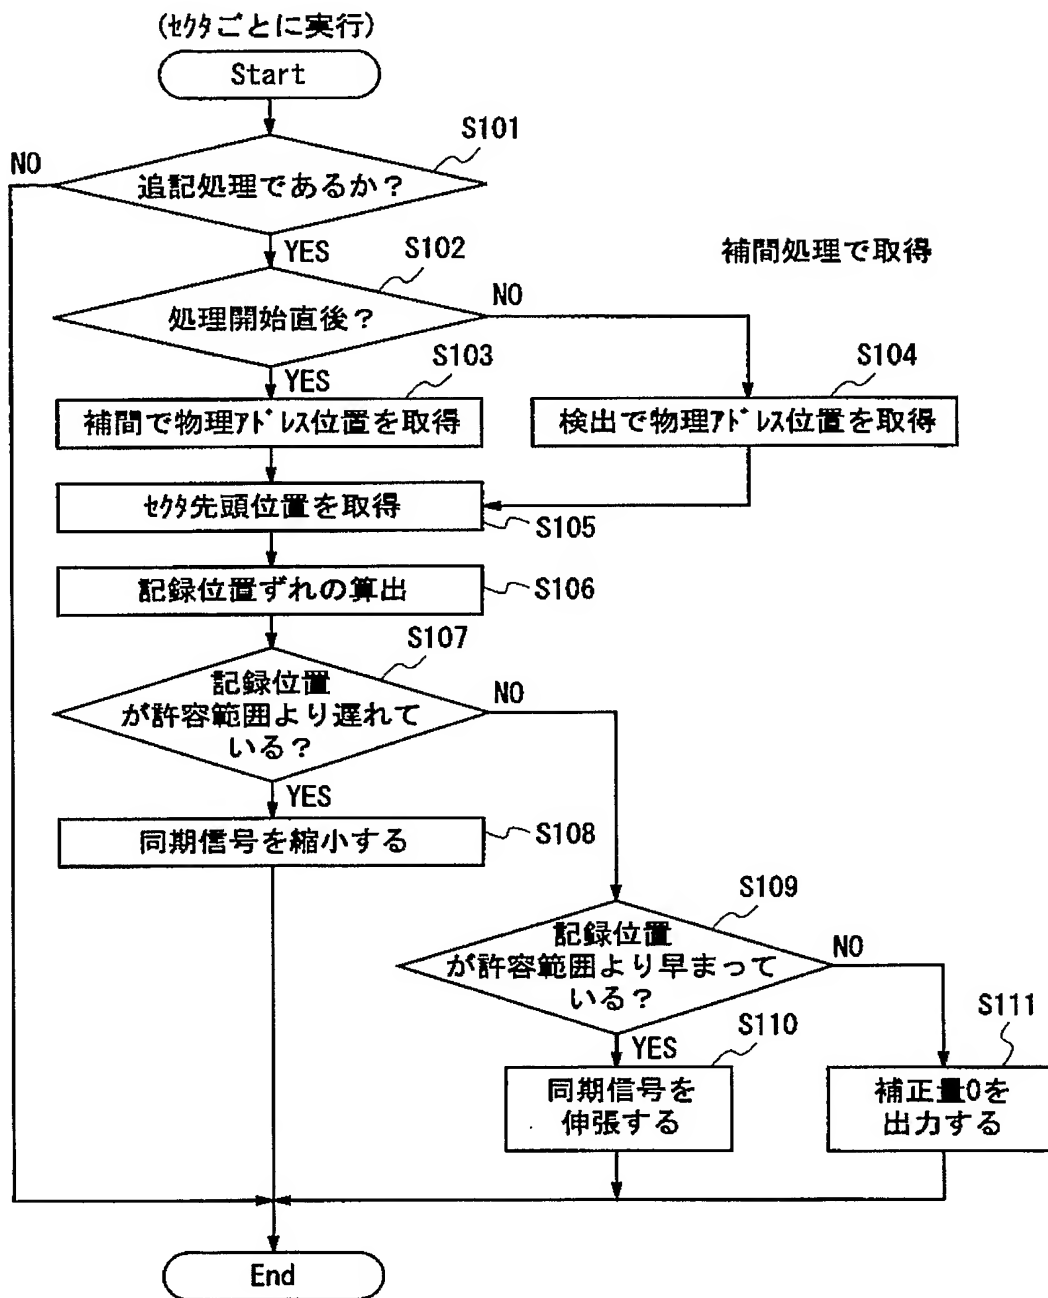 (ｾｸﾀごとに実行)
Start
S101
NO
追記処理であるか？
YES
S102
補間処理で取得
NO
処理開始直後？
S103
YES
S104
補間で物理ｱﾄﾞﾚｽ位置を取得
検出で物理ｱﾄﾞﾚｽ位置を取得
ｾｸﾀ先頭位置を取得
S105
記録位置ずれの算出
S106
S107
記録位置
が許容範囲より遅れて
いる？
NO
YES
同期信号を縮小する
S108
S109
記録位置
が許容範囲より早まって
いる？
NO
S110
S111
YES
同期信号を
伸張する
補正量0を
出力する
End